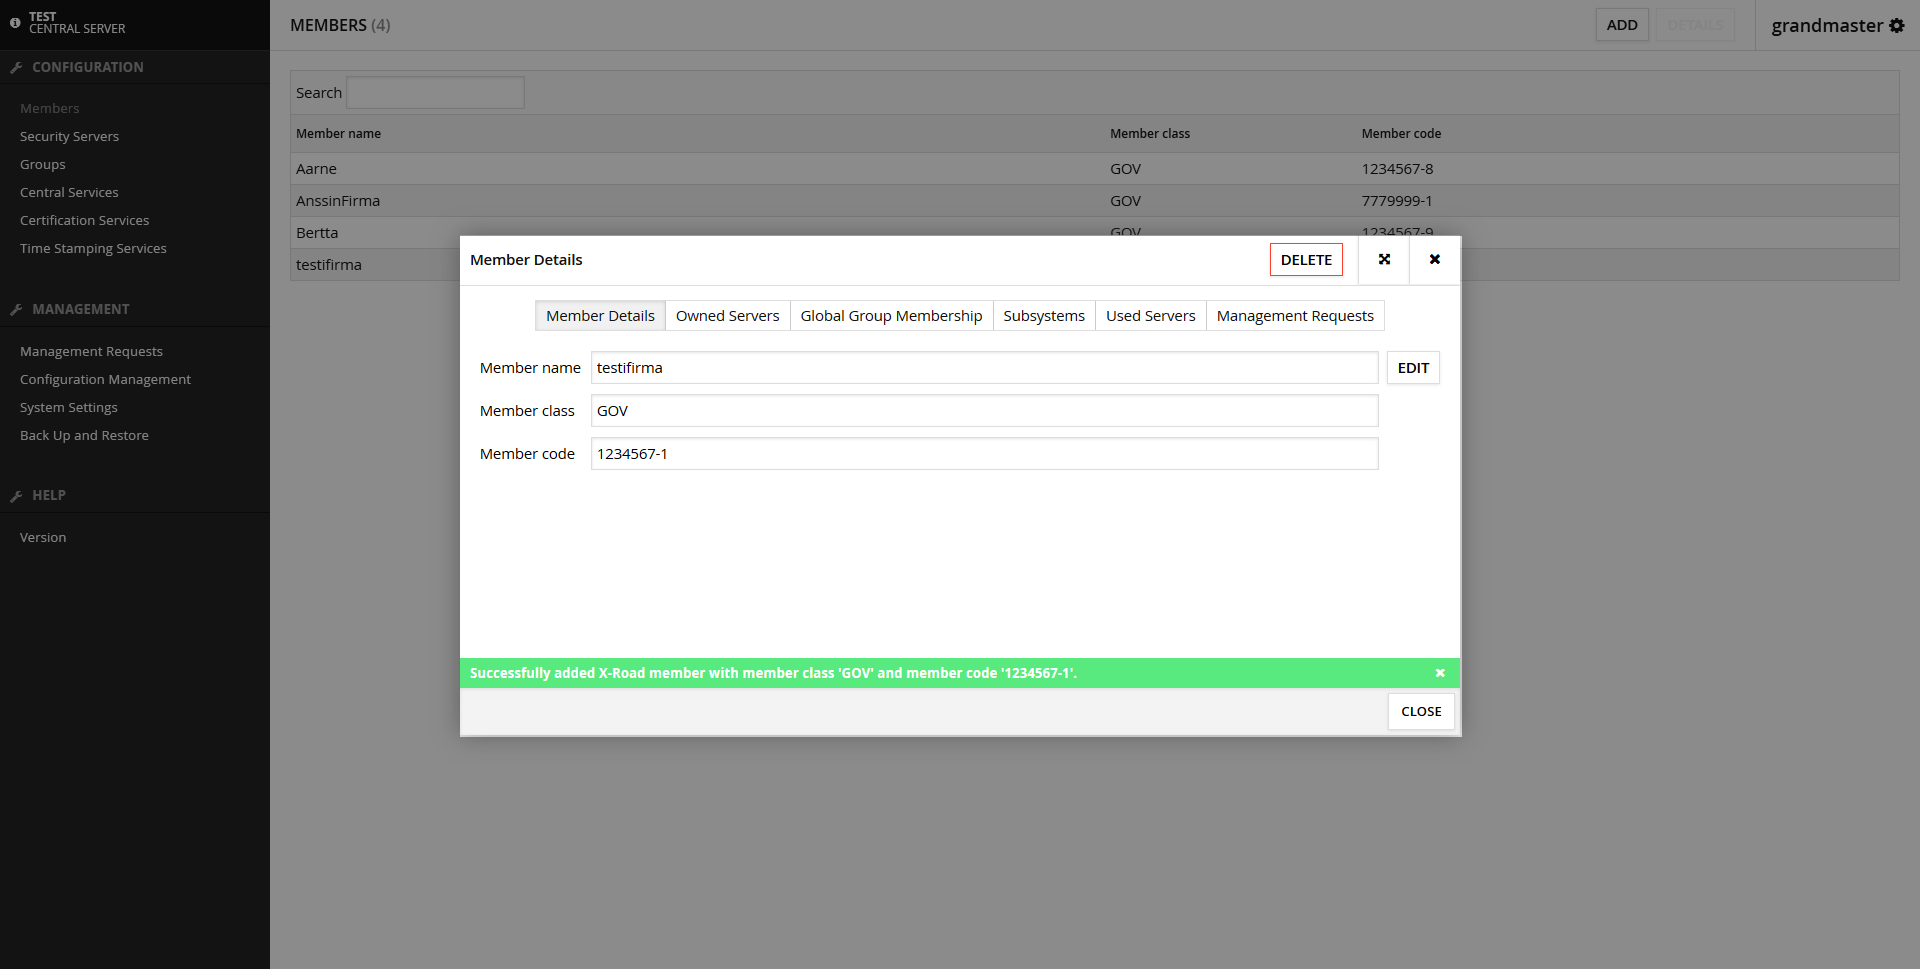 TEST
CENTRAL SERVER
MEMBERS (4)
ADD
DETAILS
grandmaster
CONFIGURATION
Members
Security Servers
Groups
Central Services
Certification Services
Time Stamping Services
MANAGEMENT
Management Requests
Configuration Management
System Settings
Back Up and Restore
HELP
Version
Search
Member name Member class Member code
Aarne GOV 1234567-8
AnssinFirma GOV 7779999-1
Bertta GOV 1234567-9
testifirma
Member Details
DELETE
Member Details Owned Servers Global Group Membership Subsystems Used Servers Management Requests
Member name testifirma EDIT
Member class GOV
Member code 1234567-1
Successfully added X-Road member with member class 'GOV' and member code '1234567-1'.
CLOSE